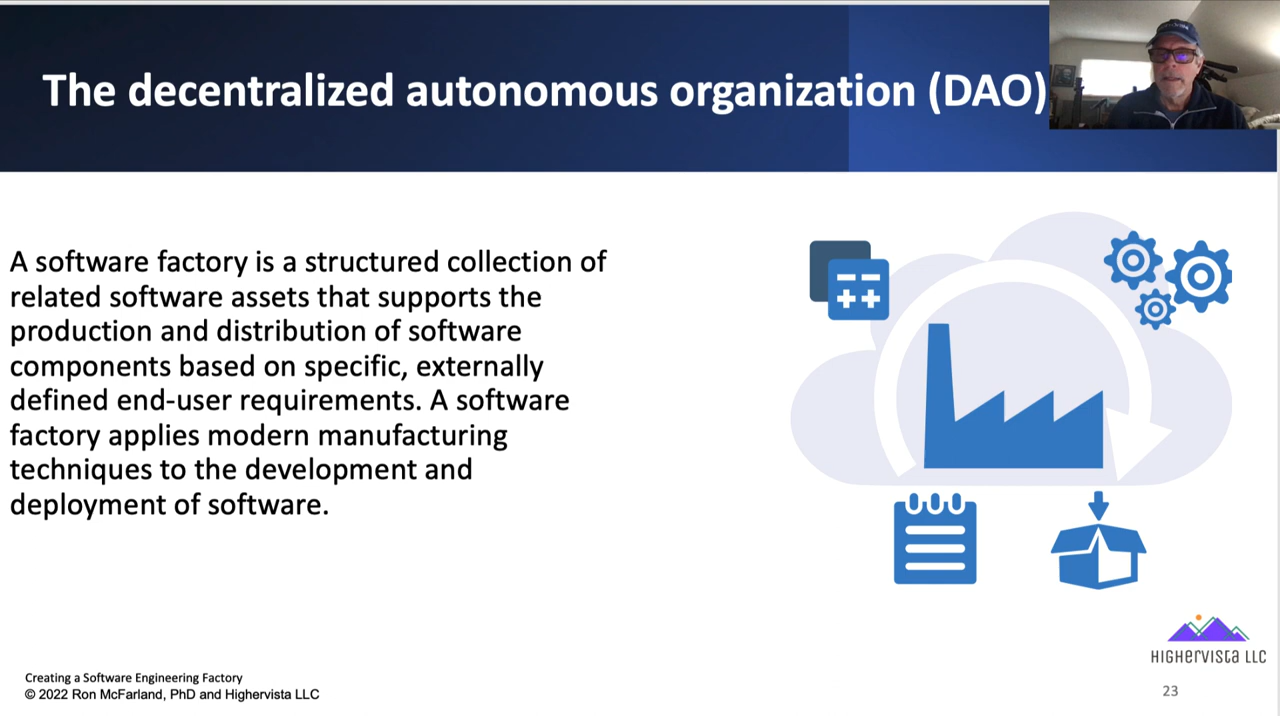 The decentralized autonomous organization (DAO)
A software factory is a structured collection of
related software assets that supports the
production and distribution of software
components based on specific, externally
defined end-user requirements. A software
factory applies modern manufacturing
techniques to the development and
deployment of software.
HIGHERVISTA LLC
Creating a Software Engineering Factory
© 2022 Ron McFarland, PhD and Highervista LLC
23